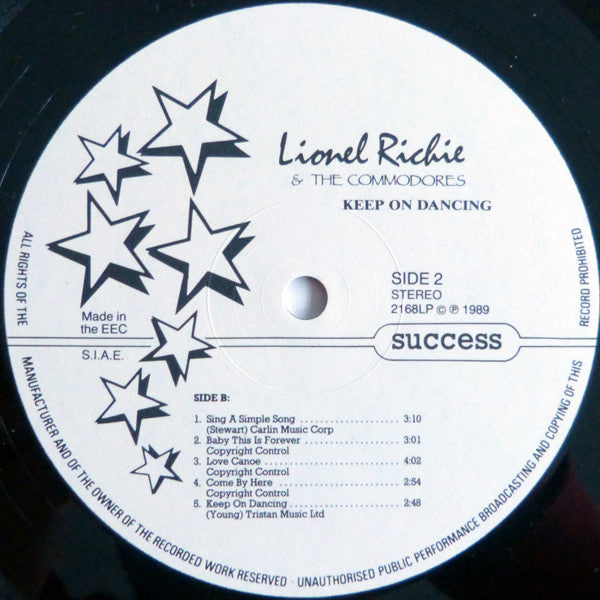 Lionel Richie
& THE COMMODORES
KEEP ON DANCING
SIDE 2
STEREO
2168LP © ℗ 1989
success
Made in
the EEC
S.I.A.E.
SIDE B:
1. Sing A Simple Song .......................... 3:10
(Stewart) Carlin Music Corp
2. Baby This Is Forever ........................ 3:01
Copyright Control
3. Love Canoe .................................... 4:02
Copyright Control
4. Come By Here ................................ 2:54
Copyright Control
5. Keep On Dancing ........................... 2:48
(Young) Tristan Music Ltd
ALL RIGHTS OF THE MANUFACTURER AND OF THE OWNER OF THE RECORDED WORK RESERVED · UNAUTHORISED PUBLIC PERFORMANCE BROADCASTING AND COPYING OF THIS RECORD PROHIBITED